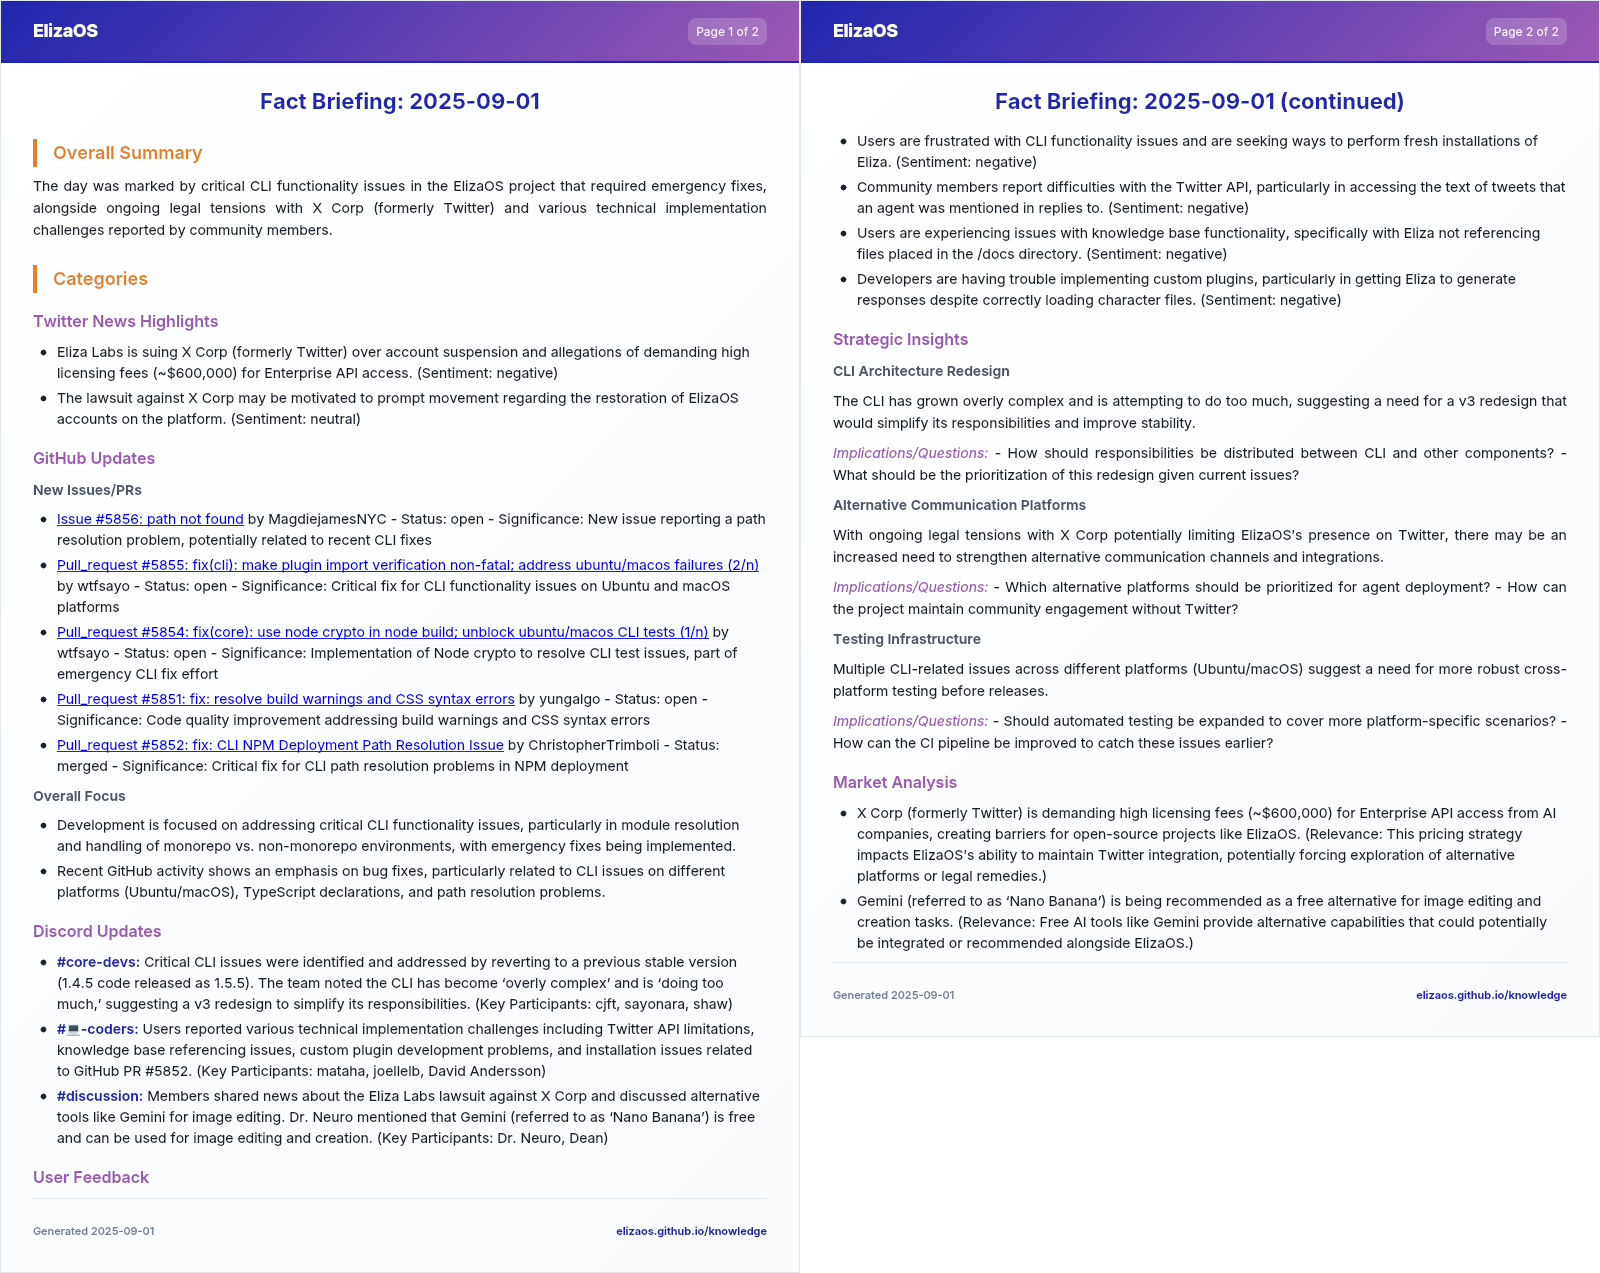 ElizaOS
Page 1 of 2
Fact Briefing: 2025-09-01
Overall Summary
The day was marked by critical CLI functionality issues in the ElizaOS project that required emergency fixes,
alongside ongoing legal tensions with X Corp (formerly Twitter) and various technical implementation
challenges reported by community members.
Categories
Twitter News Highlights
• Eliza Labs is suing X Corp (formerly Twitter) over account suspension and allegations of demanding high
licensing fees (~$600,000) for Enterprise API access. (Sentiment: negative)
• The lawsuit against X Corp may be motivated to prompt movement regarding the restoration of ElizaOS
accounts on the platform. (Sentiment: neutral)
GitHub Updates
New Issues/PRs
• Issue #5856: path not found by MagdiejamesNYC - Status: open - Significance: New issue reporting a path
resolution problem, potentially related to recent CLI fixes
• Pull_request #5855: fix(cli): make plugin import verification non-fatal; address ubuntu/macos failures (2/n)
by wtfsayo - Status: open - Significance: Critical fix for CLI functionality issues on Ubuntu and macOS
platforms
• Pull_request #5854: fix(core): use node crypto in node build; unblock ubuntu/macos CLI tests (1/n) by
wtfsayo - Status: open - Significance: Implementation of Node crypto to resolve CLI test issues, part of
emergency CLI fix effort
• Pull_request #5851: fix: resolve build warnings and CSS syntax errors by yungalgo - Status: open -
Significance: Code quality improvement addressing build warnings and CSS syntax errors
• Pull_request #5852: fix: CLI NPM Deployment Path Resolution Issue by ChristopherTrimboli - Status:
merged - Significance: Critical fix for CLI path resolution problems in NPM deployment
Overall Focus
• Development is focused on addressing critical CLI functionality issues, particularly in module resolution
and handling of monorepo vs. non-monorepo environments, with emergency fixes being implemented.
• Recent GitHub activity shows an emphasis on bug fixes, particularly related to CLI issues on different
platforms (Ubuntu/macOS), TypeScript declarations, and path resolution problems.
Discord Updates
• #core-devs: Critical CLI issues were identified and addressed by reverting to a previous stable version
(1.4.5 code released as 1.5.5). The team noted the CLI has become ‘overly complex’ and is ‘doing too
much,’ suggesting a v3 redesign to simplify its responsibilities. (Key Participants: cjft, sayonara, shaw)
• #💻-coders: Users reported various technical implementation challenges including Twitter API limitations,
knowledge base referencing issues, custom plugin development problems, and installation issues related
to GitHub PR #5852. (Key Participants: mataha, joellelb, David Andersson)
• #discussion: Members shared news about the Eliza Labs lawsuit against X Corp and discussed alternative
tools like Gemini for image editing. Dr. Neuro mentioned that Gemini (referred to as ‘Nano Banana’) is free
and can be used for image editing and creation. (Key Participants: Dr. Neuro, Dean)
User Feedback
Generated 2025-09-01
elizaos.github.io/knowledge
ElizaOS
Page 2 of 2
Fact Briefing: 2025-09-01 (continued)
• Users are frustrated with CLI functionality issues and are seeking ways to perform fresh installations of
Eliza. (Sentiment: negative)
• Community members report difficulties with the Twitter API, particularly in accessing the text of tweets that
an agent was mentioned in replies to. (Sentiment: negative)
• Users are experiencing issues with knowledge base functionality, specifically with Eliza not referencing
files placed in the /docs directory. (Sentiment: negative)
• Developers are having trouble implementing custom plugins, particularly in getting Eliza to generate
responses despite correctly loading character files. (Sentiment: negative)
Strategic Insights
CLI Architecture Redesign
The CLI has grown overly complex and is attempting to do too much, suggesting a need for a v3 redesign that
would simplify its responsibilities and improve stability.
Implications/Questions: - How should responsibilities be distributed between CLI and other components? -
What should be the prioritization of this redesign given current issues?
Alternative Communication Platforms
With ongoing legal tensions with X Corp potentially limiting ElizaOS’s presence on Twitter, there may be an
increased need to strengthen alternative communication channels and integrations.
Implications/Questions: - Which alternative platforms should be prioritized for agent deployment? - How can
the project maintain community engagement without Twitter?
Testing Infrastructure
Multiple CLI-related issues across different platforms (Ubuntu/macOS) suggest a need for more robust cross-
platform testing before releases.
Implications/Questions: - Should automated testing be expanded to cover more platform-specific scenarios? -
How can the CI pipeline be improved to catch these issues earlier?
Market Analysis
• X Corp (formerly Twitter) is demanding high licensing fees (~$600,000) for Enterprise API access from AI
companies, creating barriers for open-source projects like ElizaOS. (Relevance: This pricing strategy
impacts ElizaOS’s ability to maintain Twitter integration, potentially forcing exploration of alternative
platforms or legal remedies.)
• Gemini (referred to as ‘Nano Banana’) is being recommended as a free alternative for image editing and
creation tasks. (Relevance: Free AI tools like Gemini provide alternative capabilities that could potentially
be integrated or recommended alongside ElizaOS.)
Generated 2025-09-01
elizaos.github.io/knowledge